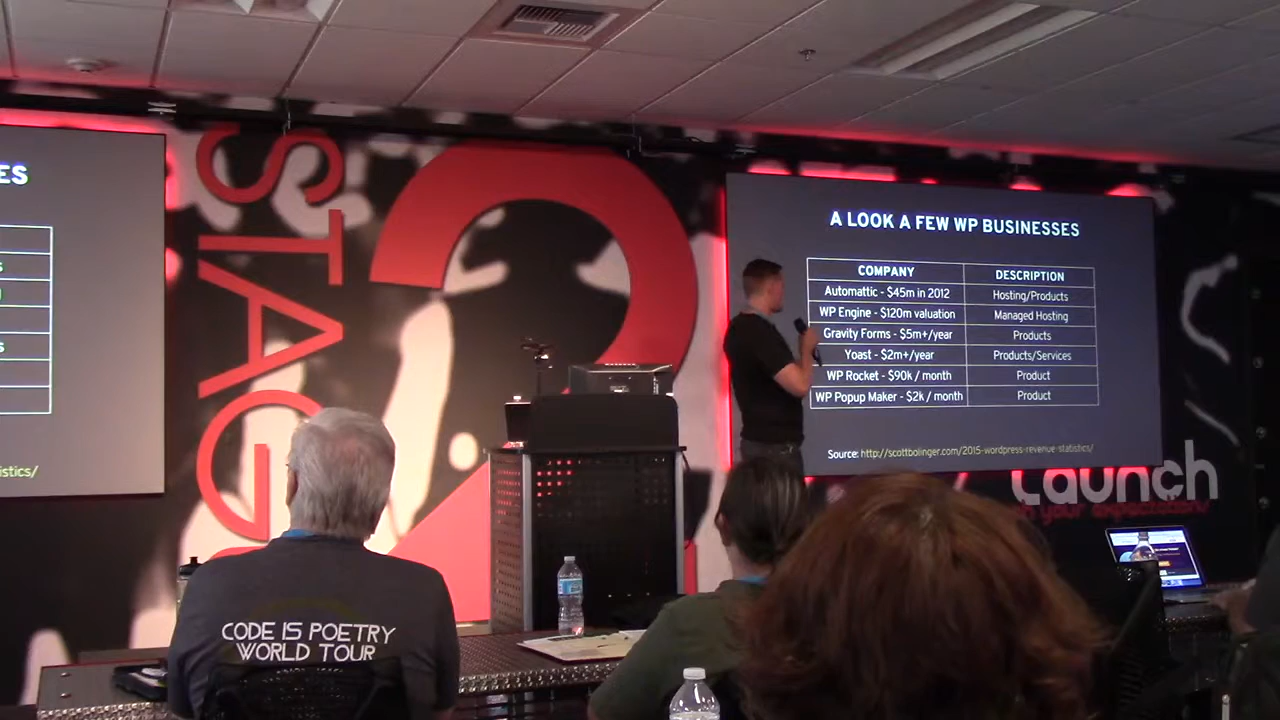 ES
s
s
istics/
STAG
A LOOK A FEW WP BUSINESSES
COMPANY DESCRIPTION
Automattic - $45m in 2012 Hosting/Products
WP Engine - $120m valuation Managed Hosting
Gravity Forms - $5m+/year Products
Yoast - $2m+/year Products/Services
WP Rocket - $90k / month Product
WP Popup Maker - $2k / month Product
Source: http://scottbolinger.com/2015-wordpress-revenue-statistics/
Launch
your expectations
CODE IS POETRY
WORLD TOUR